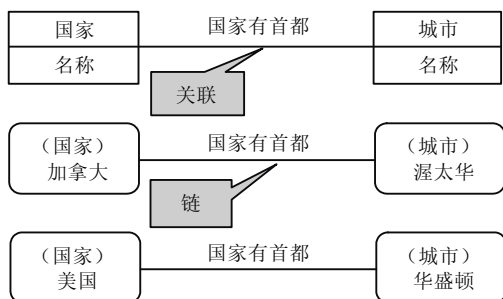 国家
国家有首都
城市
名称
名称
关联
（国家）
加拿大
国家有首都
（城市）
渥太华
链
（国家）
美国
国家有首都
（城市）
华盛顿